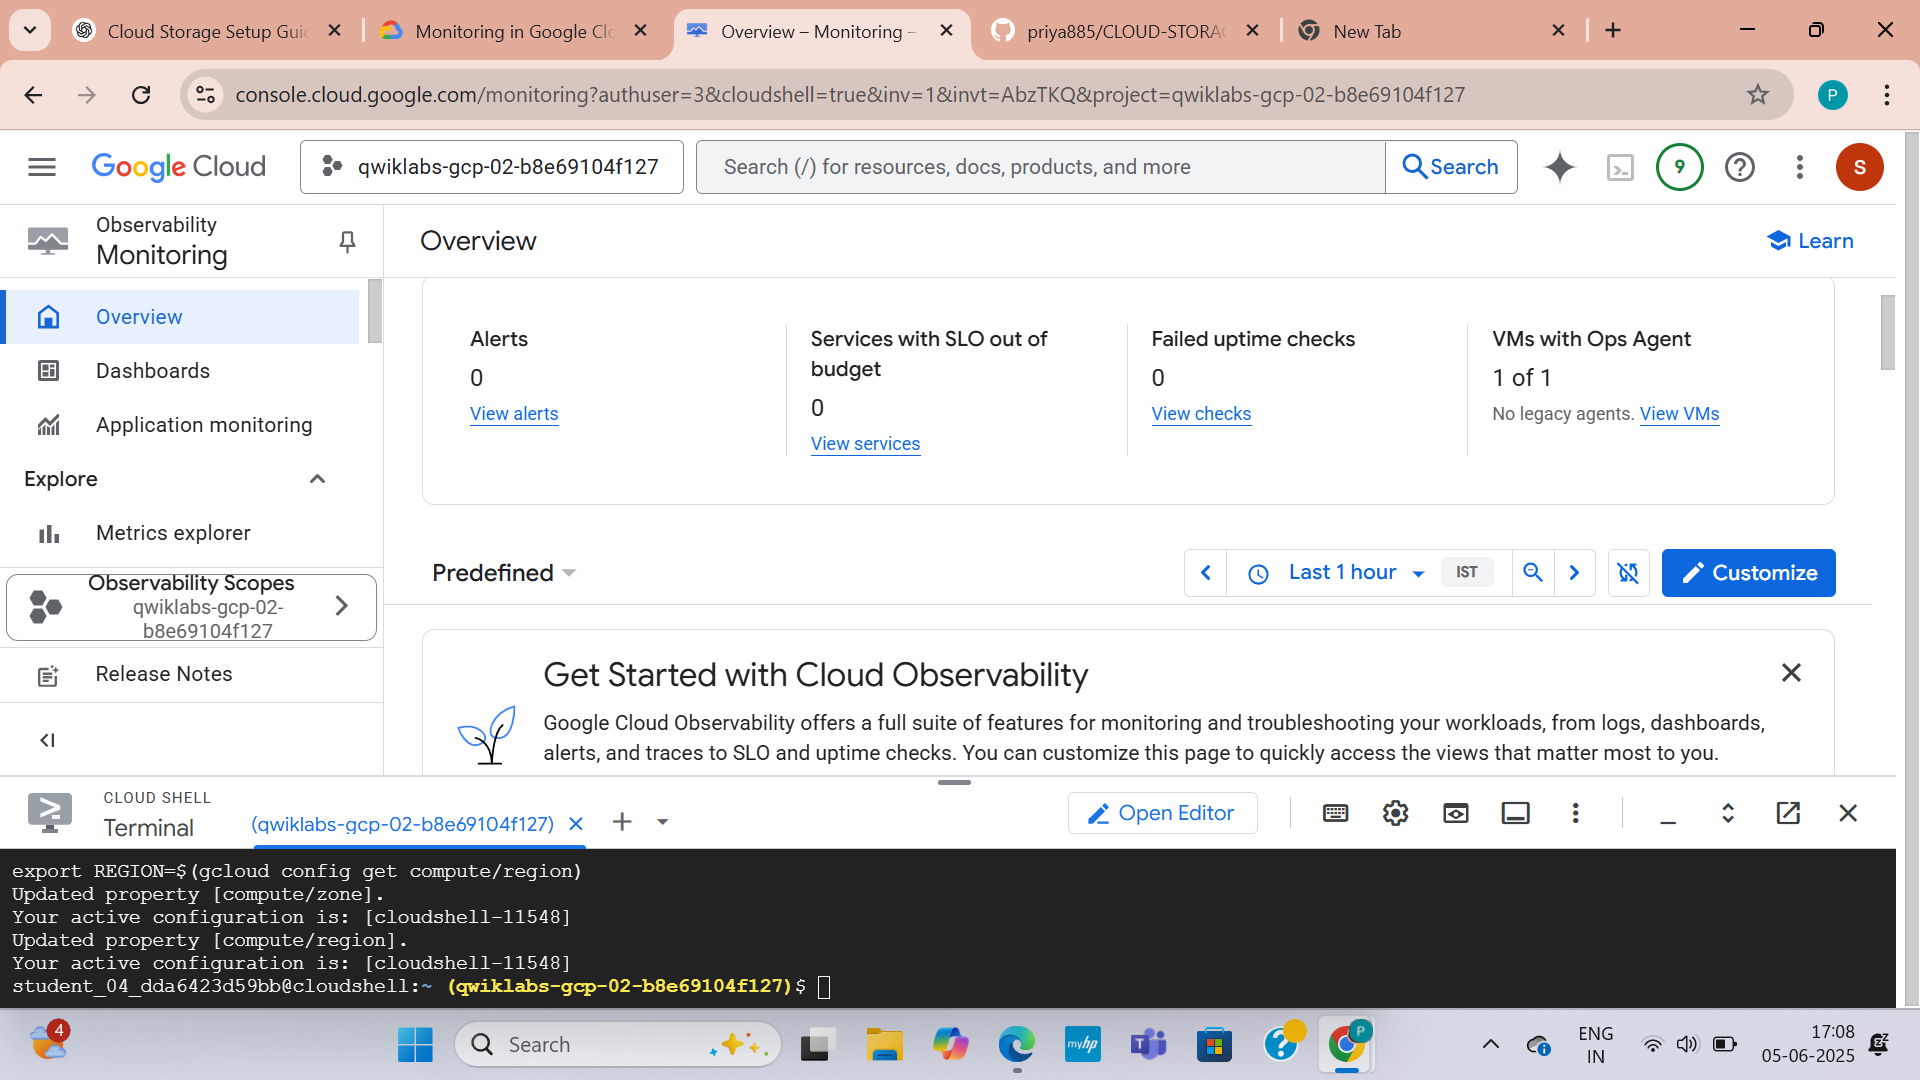 Cloud Storage Setup Gui
Monitoring in Google Cl
Overview – Monitoring –
priya885/CLOUD-STORA
New Tab
console.cloud.google.com/monitoring?authuser=3&cloudshell=true&inv=1&invt=AbzTKQ&project=qwiklabs-gcp-02-b8e69104f127
P
Google Cloud
qwiklabs-gcp-02-b8e69104f127
Search (/) for resources, docs, products, and more
Search
9
S
Observability
Monitoring
Overview
Learn
Overview
Dashboards
Application monitoring
Explore
Metrics explorer
Observability Scopes
qwiklabs-gcp-02-
b8e69104f127
Release Notes
Alerts
0
View alerts
Services with SLO out of
budget
0
View services
Failed uptime checks
0
View checks
VMs with Ops Agent
1 of 1
No legacy agents. View VMs
Predefined
Last 1 hour
IST
Customize
Get Started with Cloud Observability
Google Cloud Observability offers a full suite of features for monitoring and troubleshooting your workloads, from logs, dashboards,
alerts, and traces to SLO and uptime checks. You can customize this page to quickly access the views that matter most to you.
CLOUD SHELL
Terminal
(qwiklabs-gcp-02-b8e69104f127)
Open Editor
export REGION=$(gcloud config get compute/region)
Updated property [compute/zone].
Your active configuration is: [cloudshell-11548]
Updated property [compute/region].
Your active configuration is: [cloudshell-11548]
student_04_dda6423d59bb@cloudshell:~ (qwiklabs-gcp-02-b8e69104f127)$
4
Search
myhp
P
ENG
IN
17:08
05-06-2025